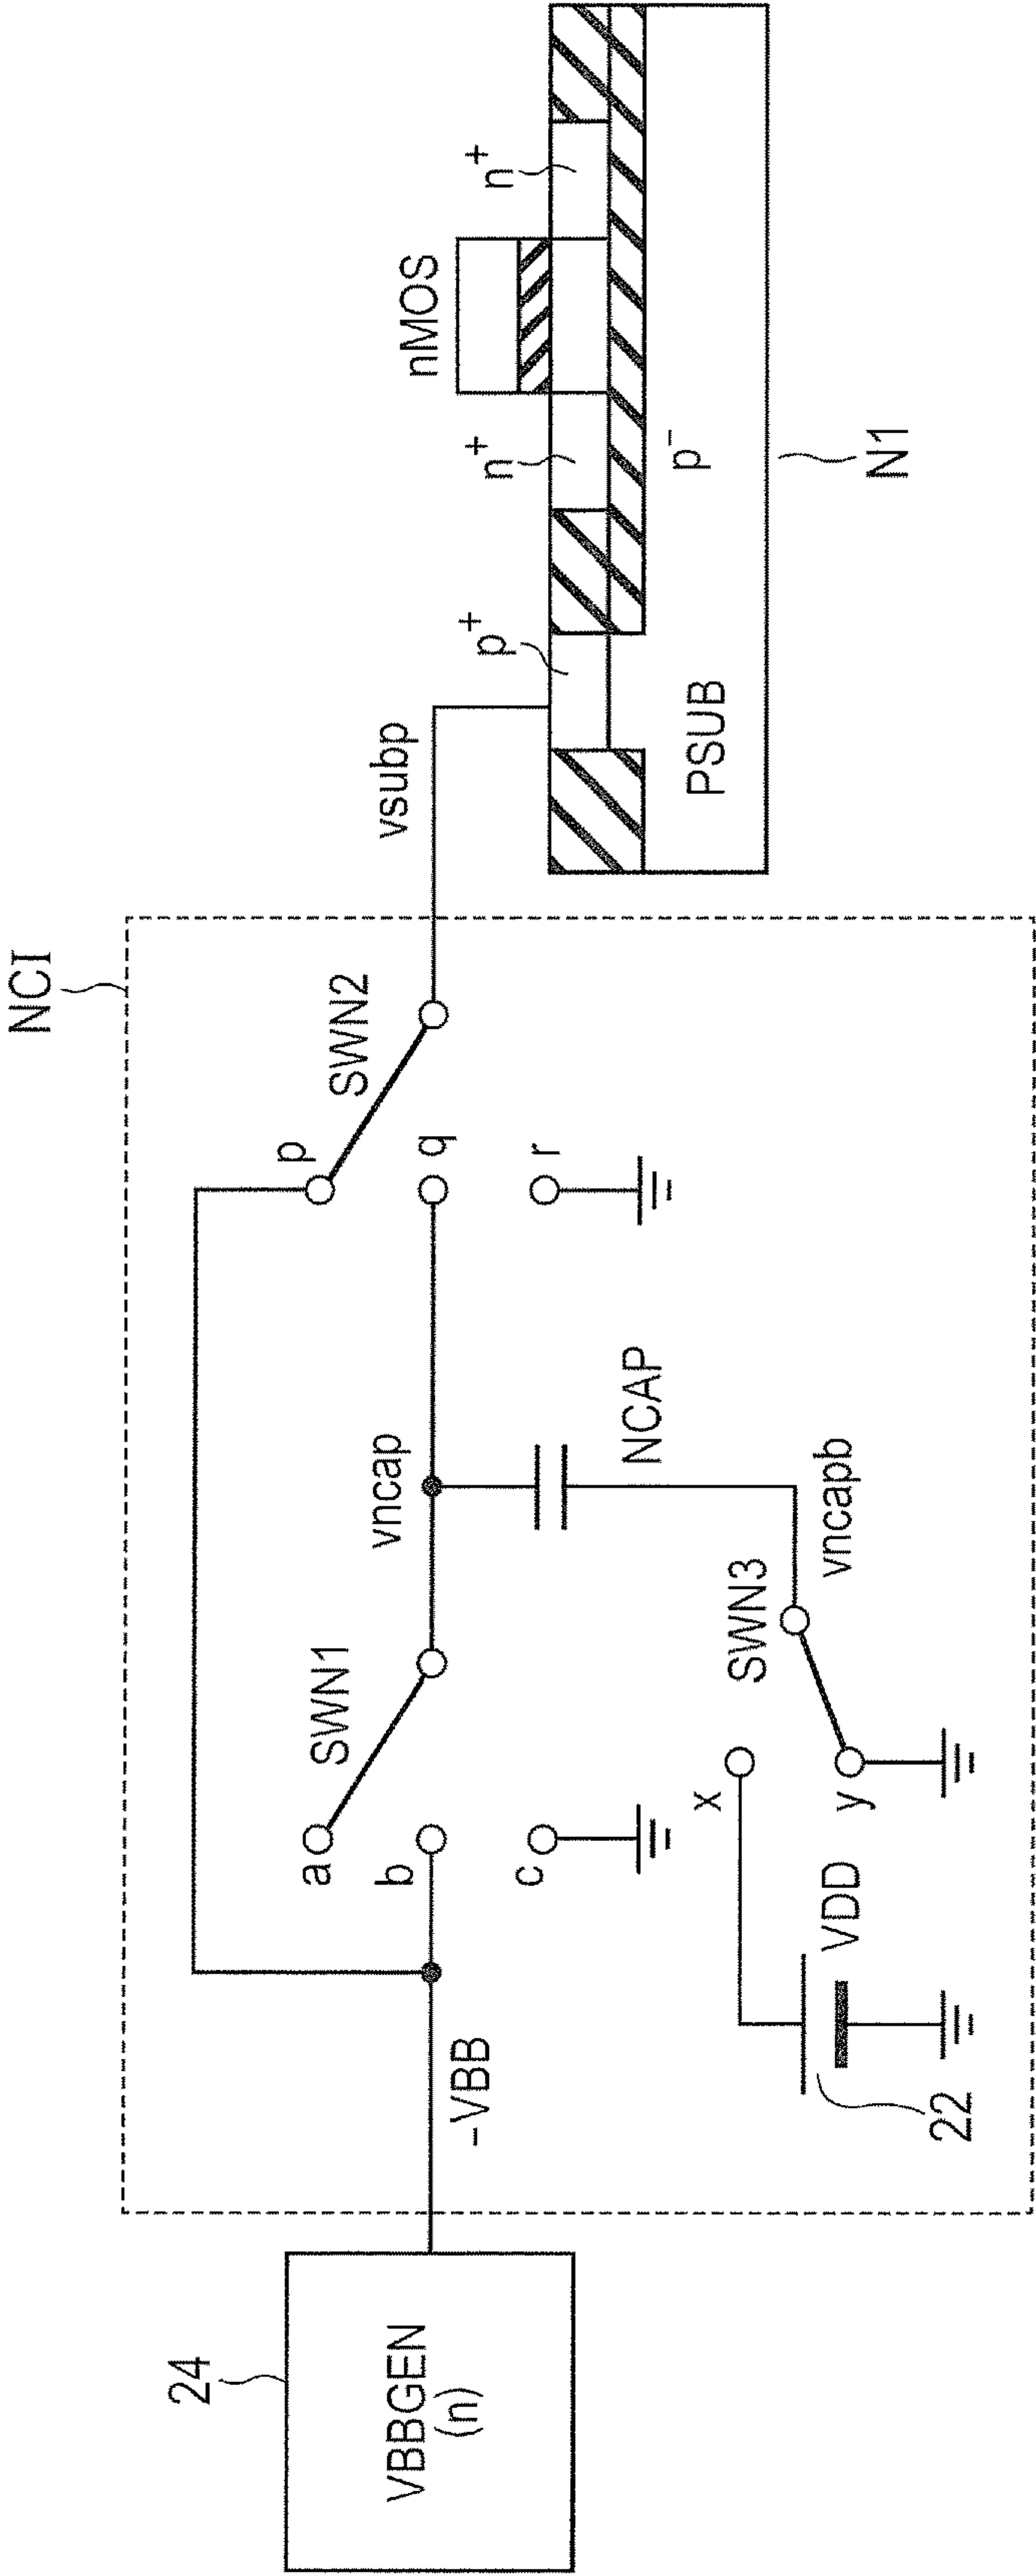 NCI
24
VBBGEN
(n)
-VBB
a
b
c
SWN1
vncap
NCAP
p
q
r
SWN2
vsubp
22
VDD
x
y
SWN3
vncapb
nMOS
p+
n+
n+
PSUB
p−
N1